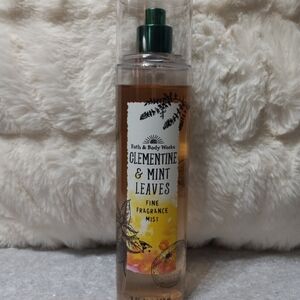 Bath & Body Works
CLEMENTINE
& MINT
LEAVES
FINE
FRAGRANCE
MIST